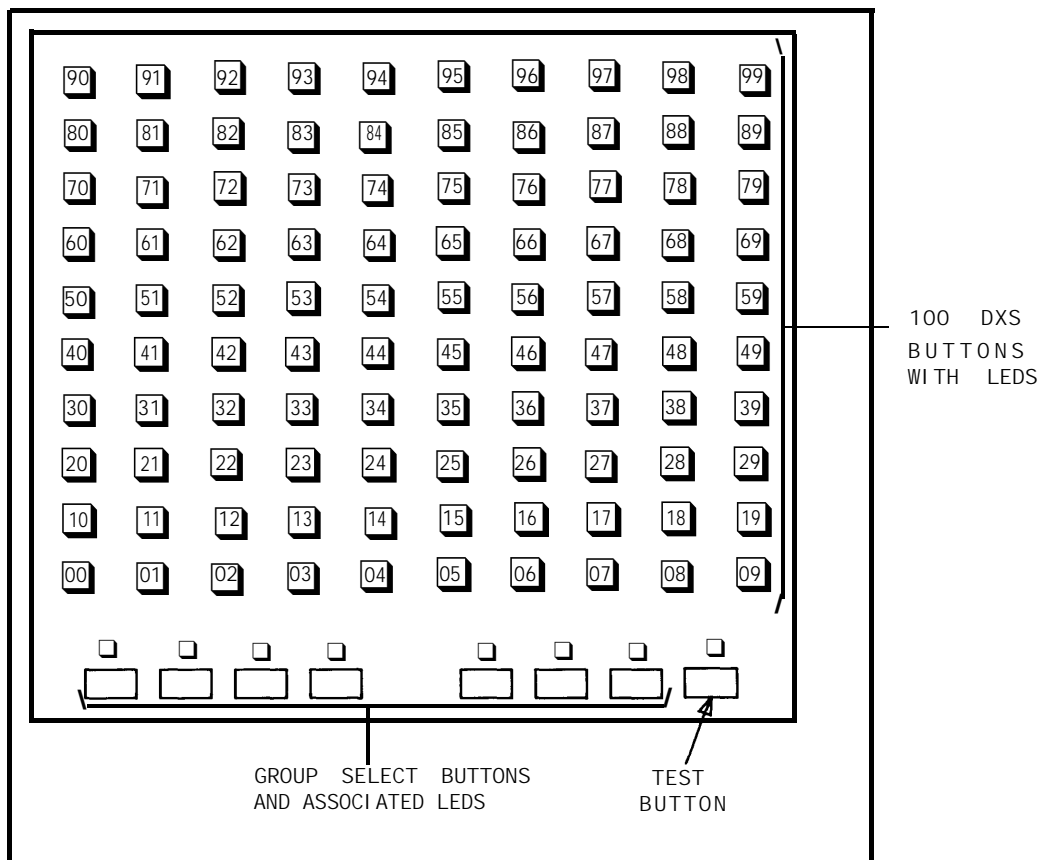 90 91 92 93 94 95 96 97 98 99
80 81 82 83 84 85 86 87 88 89
70 71 72 73 74 75 76 77 78 79
60 61 62 63 64 65 66 67 68 69
50 51 52 53 54 55 56 57 58 59
40 41 42 43 44 45 46 47 48 49
30 31 32 33 34 35 36 37 38 39
20 21 22 23 24 25 26 27 28 29
10 11 12 13 14 15 16 17 18 19
00 01 02 03 04 05 06 07 08 09
100 DXS
BUTTONS
WITH LEDS
GROUP SELECT BUTTONS
AND ASSOCIATED LEDS
TEST
BUTTON